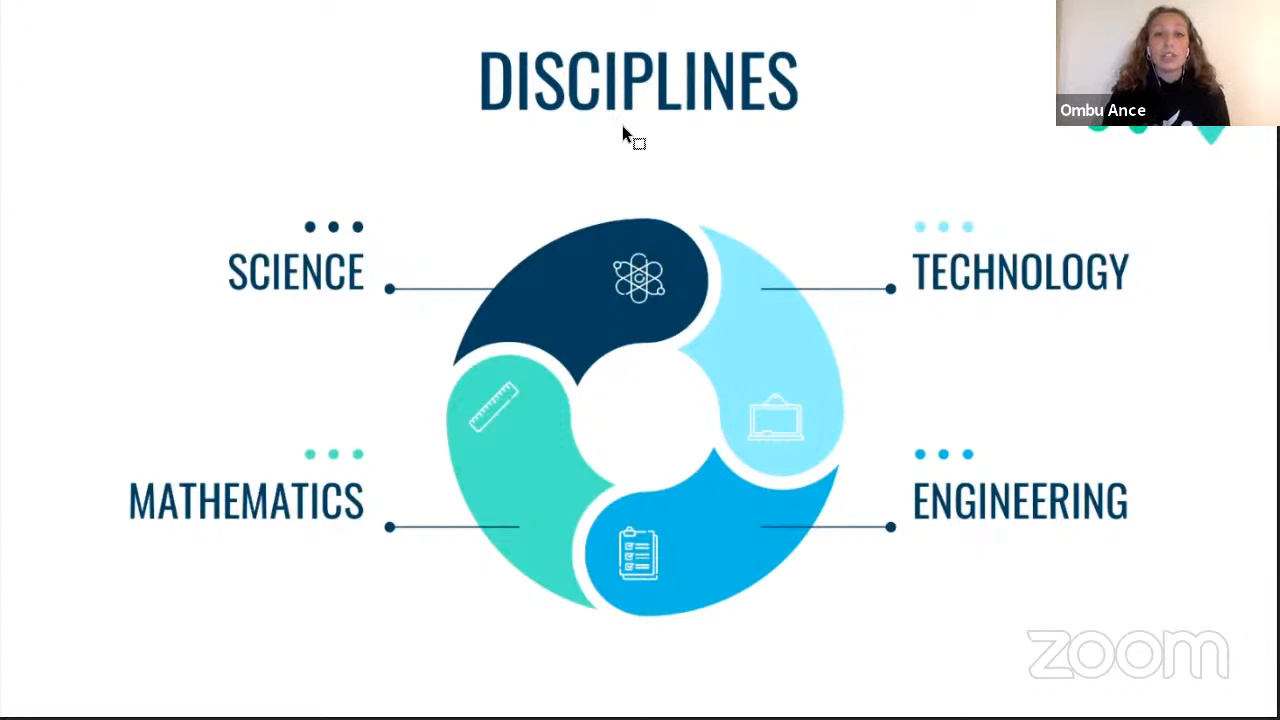 DISCIPLINES
Ombu Ance
SCIENCE
TECHNOLOGY
MATHEMATICS
ENGINEERING
zoom